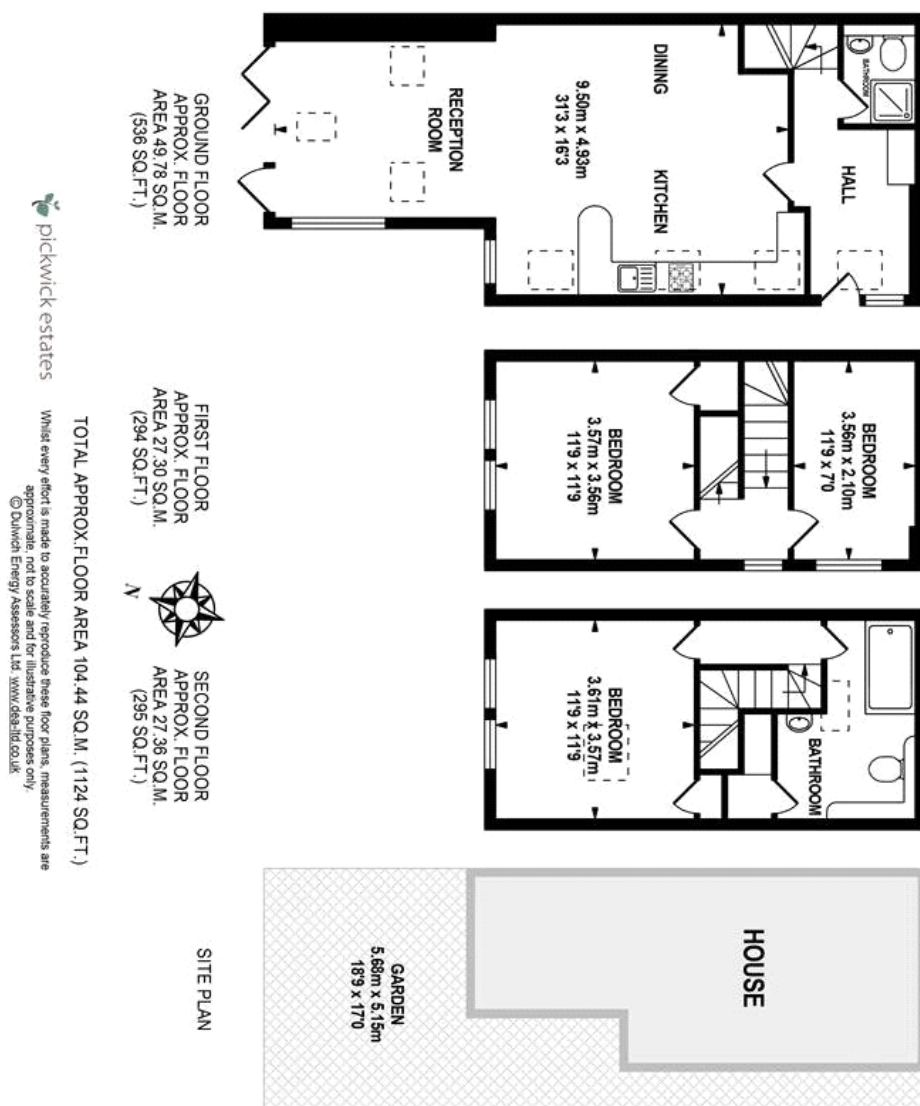 BATHROOM
HALL
DINING
KITCHEN
9.50m x 4.93m
31'3 x 16'3
RECEPTION
ROOM
GROUND FLOOR
APPROX. FLOOR
AREA 49.78 SQ.M.
(536 SQ.FT.)
BEDROOM
3.56m x 2.10m
11'9 x 7'0
BEDROOM
3.57m x 3.56m
11'9 x 11'9
FIRST FLOOR
APPROX. FLOOR
AREA 27.30 SQ.M.
(294 SQ.FT.)
BATHROOM
BEDROOM
3.61m x 3.57m
11'9 x 11'9
SECOND FLOOR
APPROX. FLOOR
AREA 27.36 SQ.M.
(295 SQ.FT.)
HOUSE
GARDEN
5.68m x 5.15m
18'9 x 17'0
SITE PLAN
N
TOTAL APPROX.FLOOR AREA 104.44 SQ.M. (1124 SQ.FT.)
pickwick estates
Whilst every effort is made to accurately reproduce these floor plans, measurements are
approximate, not to scale and for illustrative purposes only.
© Dulwich Energy Assessors Ltd. www.dea-ltd.co.uk